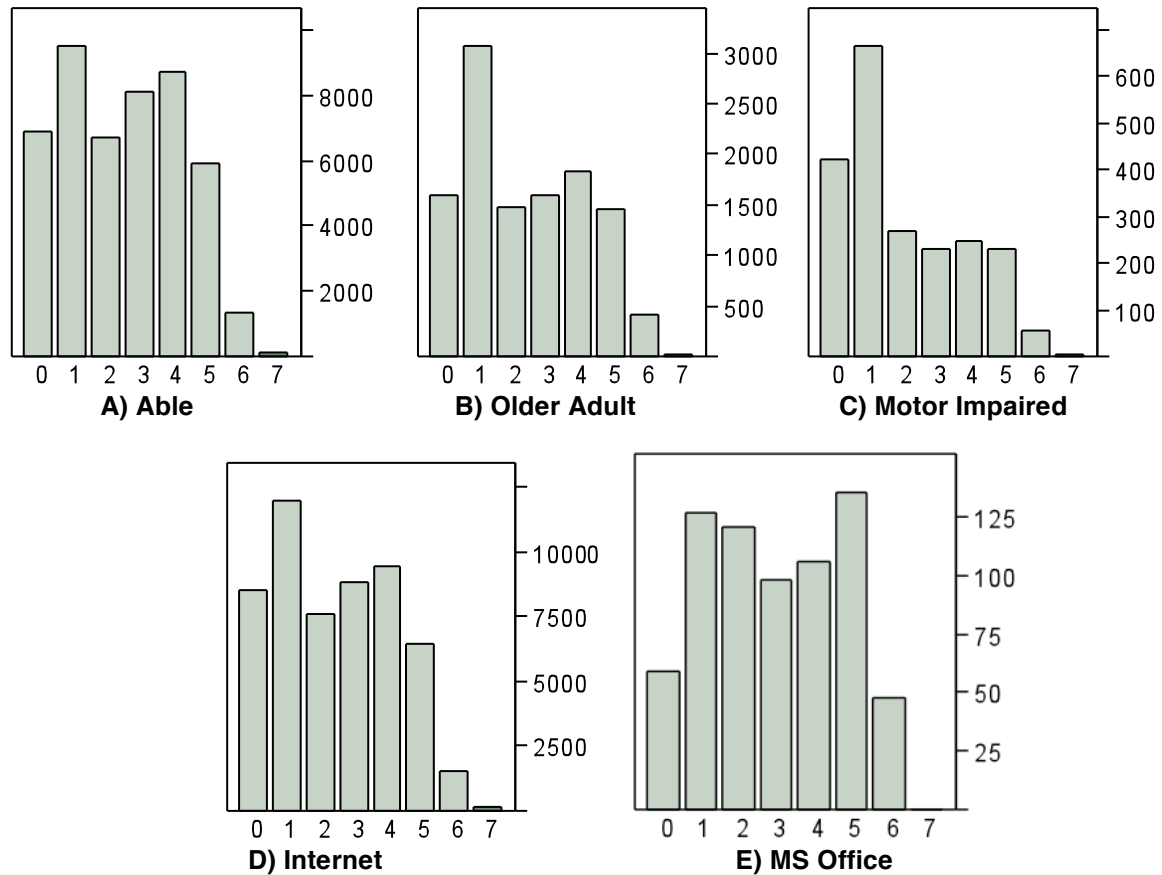 8000
6000
4000
2000
0 1 2 3 4 5 6 7
A) Able
3000
2500
2000
1500
1000
500
0 1 2 3 4 5 6 7
B) Older Adult
600
500
400
300
200
100
0 1 2 3 4 5 6 7
C) Motor Impaired
10000
7500
5000
2500
0 1 2 3 4 5 6 7
D) Internet
125
100
75
50
25
0 1 2 3 4 5 6 7
E) MS Office